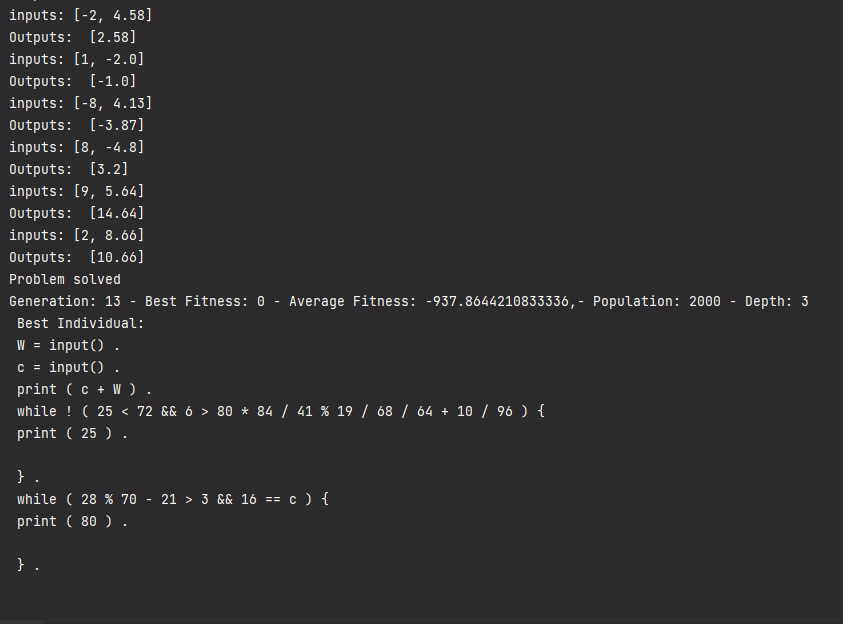 inputs: [-2, 4.58]
Outputs:  [2.58]
inputs: [1, -2.0]
Outputs:  [-1.0]
inputs: [-8, 4.13]
Outputs:  [-3.87]
inputs: [8, -4.8]
Outputs:  [3.2]
inputs: [9, 5.64]
Outputs:  [14.64]
inputs: [2, 8.66]
Outputs:  [10.66]
Problem solved
Generation: 13 - Best Fitness: 0 - Average Fitness: -937.8644210833336,- Population: 2000 - Depth: 3
Best Individual:
W = input() .
c = input() .
print ( c + W ) .
while ! ( 25 < 72 && 6 > 80 * 84 / 41 % 19 / 68 / 64 + 10 / 96 ) {
print ( 25 ) .
} .
while ( 28 % 70 - 21 > 3 && 16 == c ) {
print ( 80 ) .
} .